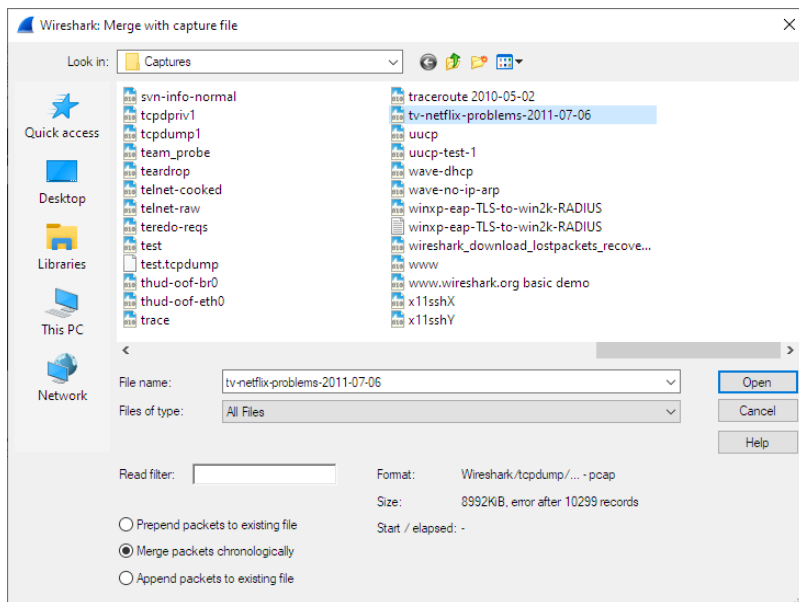 Wireshark: Merge with capture file
Look in:
Captures
Quick access
Desktop
Libraries
This PC
Network
svn-info-normal
tcpdpriv1
tcpdump1
team_probe
teardrop
telnet-cooked
telnet-raw
teredo-reqs
test
test.tcpdump
thud-oof-br0
thud-oof-eth0
trace
traceroute 2010-05-02
tv-netflix-problems-2011-07-06
uucp
uucp-test-1
wave-dhcp
wave-no-ip-arp
winxp-eap-TLS-to-win2k-RADIUS
winxp-eap-TLS-to-win2k-RADIUS
wireshark_download_lostpackets_recove...
www
www.wireshark.org basic demo
x11sshX
x11sshY
File name:
tv-netflix-problems-2011-07-06
Open
Files of type:
All Files
Cancel
Help
Read filter:
Format:
Wireshark/tcpdump/... - pcap
Size:
8992KiB, error after 10299 records
Start / elapsed: -
Prepend packets to existing file
Merge packets chronologically
Append packets to existing file